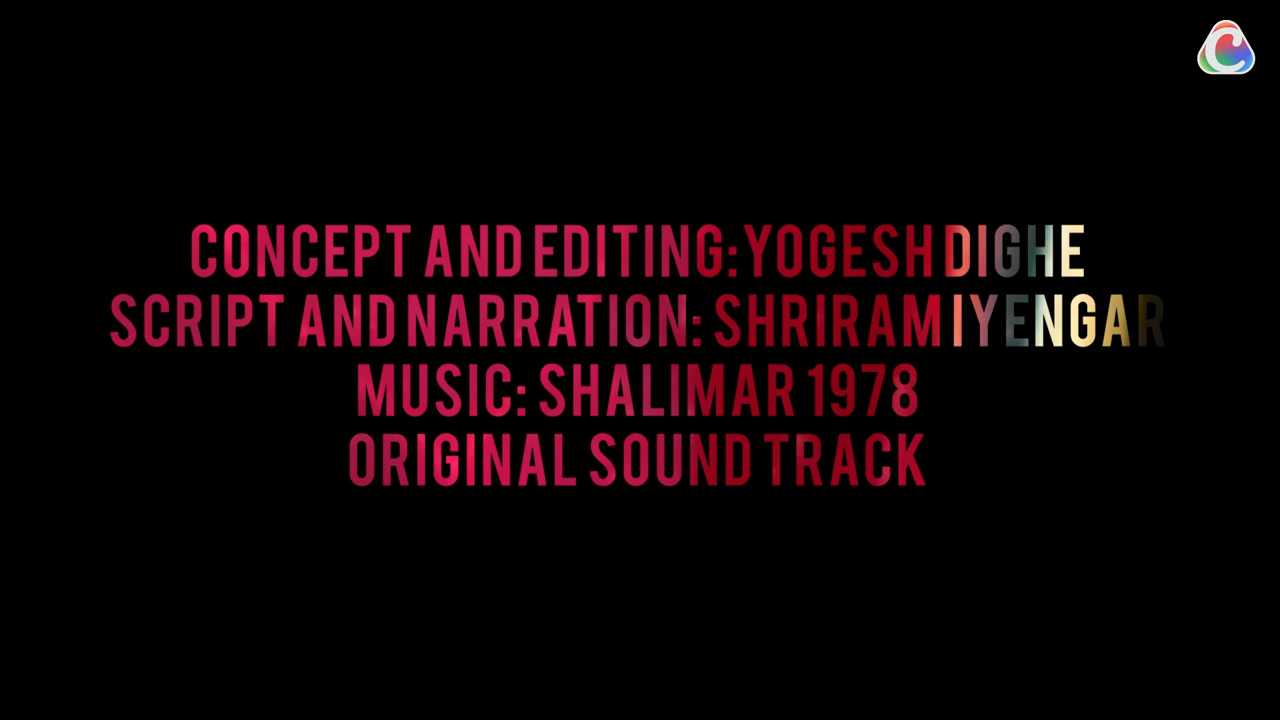 CONCEPT AND EDITING: YOGESH DIGHE
SCRIPT AND NARRATION: SHRIRAM IYENGAR
MUSIC: SHALIMAR 1978
ORIGINAL SOUND TRACK
C